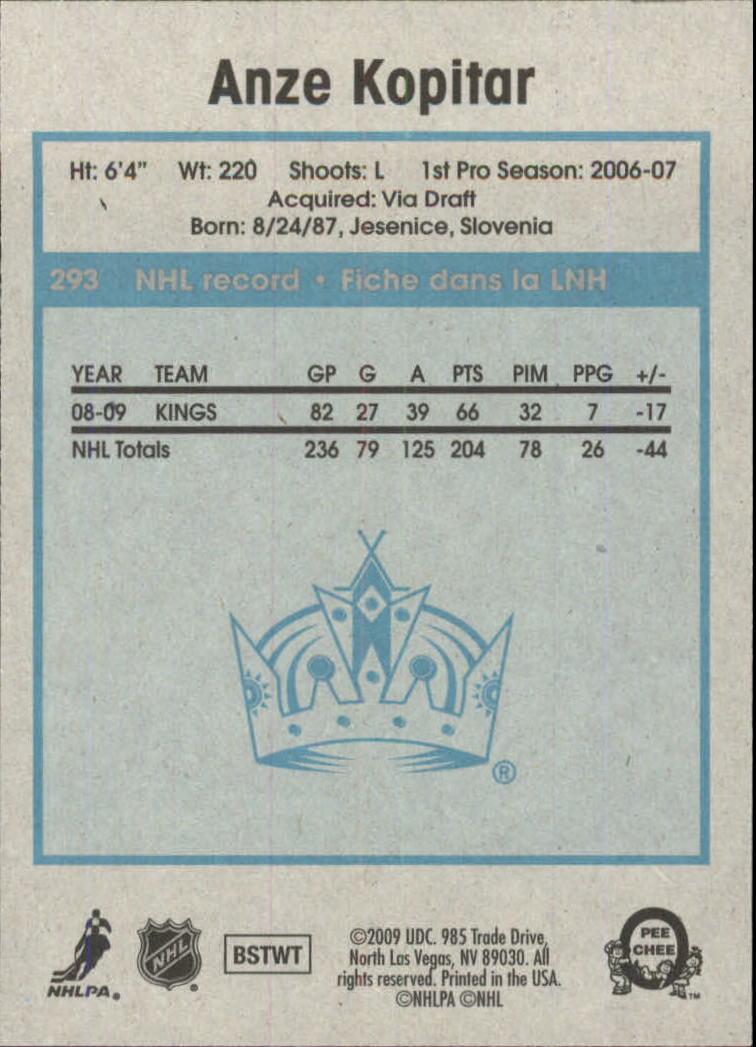 Anze Kopitar
Ht: 6'4" Wt: 220 Shoots: L 1st Pro Season: 2006-07
Acquired: Via Draft
Born: 8/24/87, Jesenice, Slovenia
293 NHL record • Fiche dans la LNH
YEAR TEAM GP G A PTS PIM PPG +/-
08-09 KINGS 82 27 39 66 32 7 -17
NHL Totals 236 79 125 204 78 26 -44
®
NHLPA®
NHL®
BSTWT
©2009 UDC. 985 Trade Drive,
North Las Vegas, NV 89030. All
rights reserved. Printed in the USA.
©NHLPA ©NHL
O
PEE
CHEE
TM